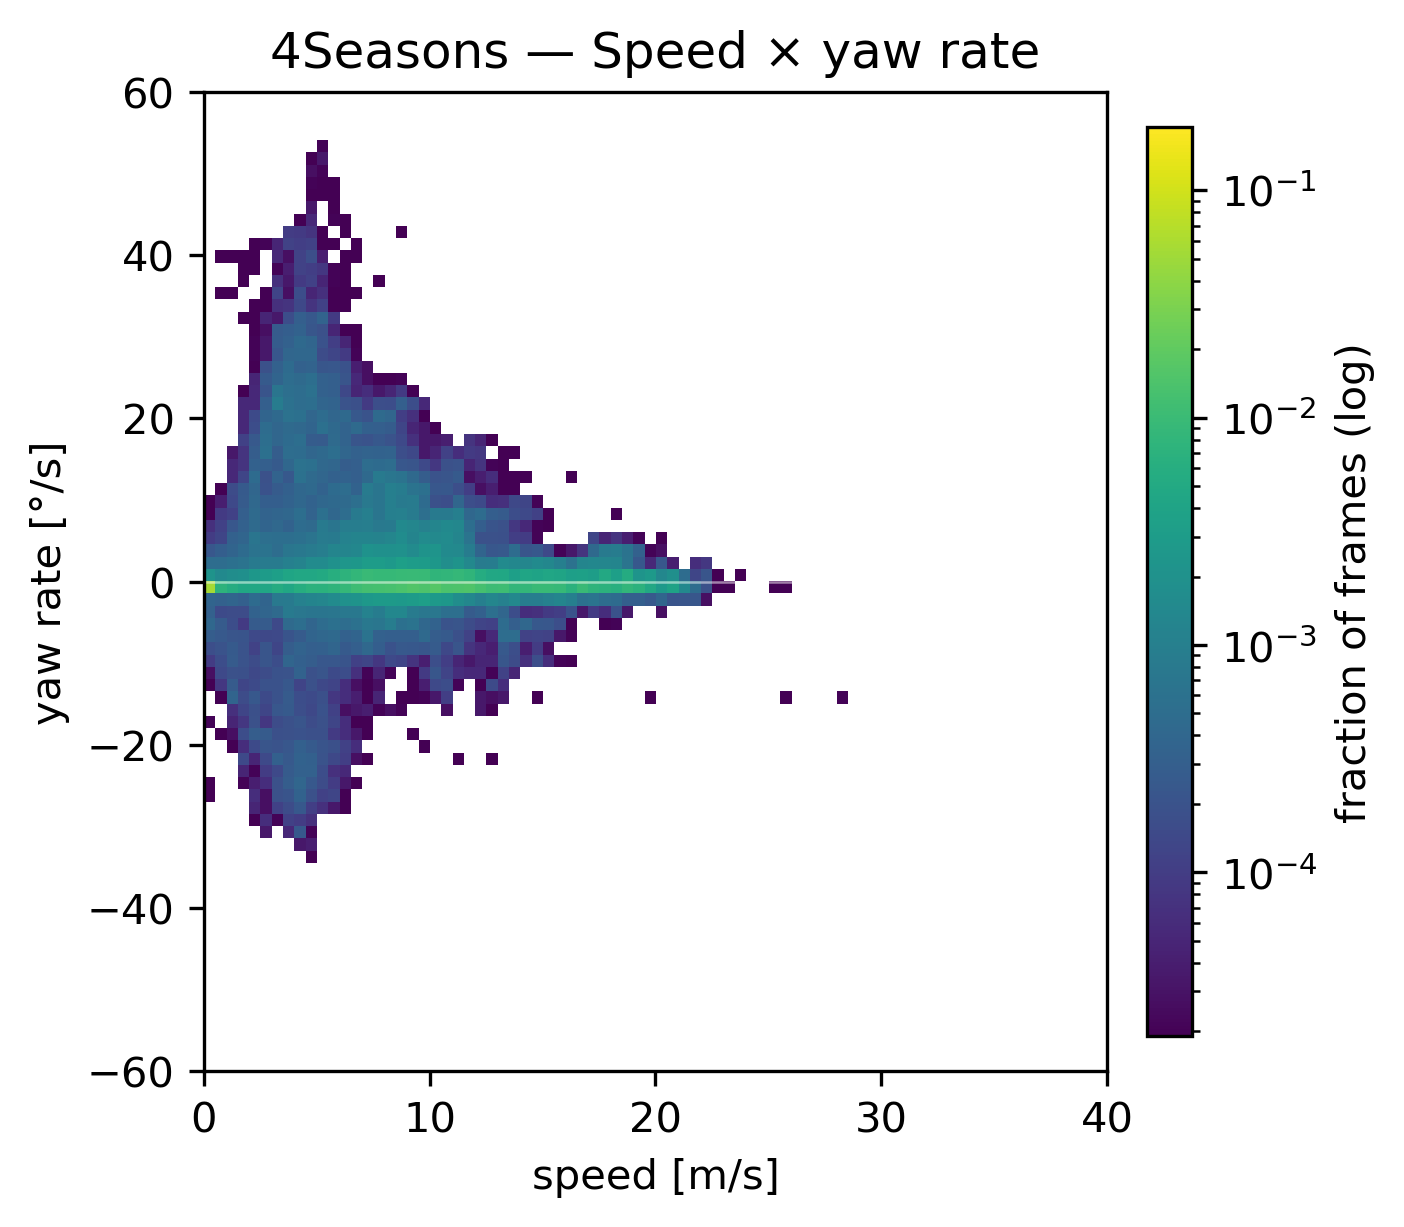 4Seasons — Speed × yaw rate
60
40
20
0
−20
−40
−60
yaw rate [°/s]
0 10 20 30 40
speed [m/s]
10⁻¹
10⁻²
10⁻³
10⁻⁴
fraction of frames (log)